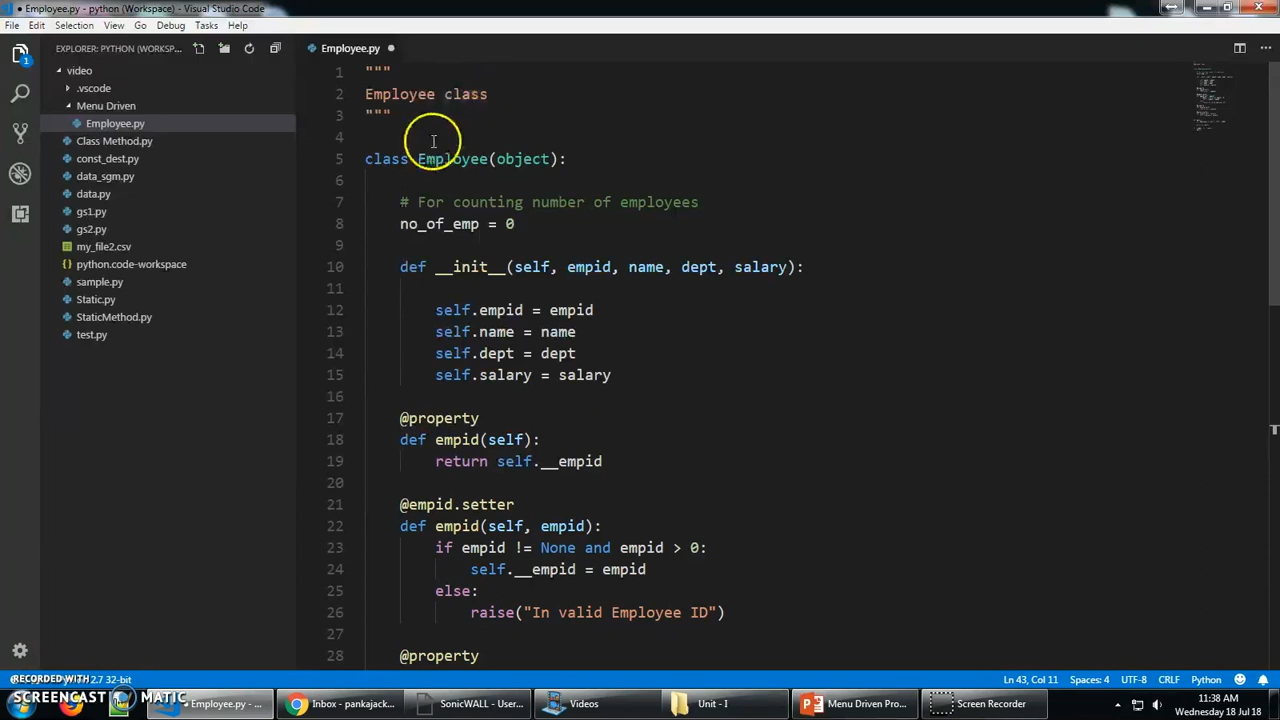 ● Employee.py - python (Workspace) - Visual Studio Code
File Edit Selection View Go Debug Tasks Help
EXPLORER: PYTHON (WORKSP...
Employee.py
1 """
video
2 Employee class
.vscode
3 """
Menu Driven
4
Employee.py
Class Method.py
5 class Employee(object):
const_dest.py
6
data_sgm.py
7 # For counting number of employees
data.py
8 no_of_emp = 0
gs1.py
gs2.py
9
my_file2.csv
10 def __init__(self, empid, name, dept, salary):
python.code-workspace
11
sample.py
12 self.empid = empid
Static.py
13 self.name = name
StaticMethod.py
test.py
14 self.dept = dept
15 self.salary = salary
16
17 @property
18 def empid(self):
19 return self.__empid
20
21 @empid.setter
22 def empid(self, empid):
23 if empid != None and empid > 0:
24 self.__empid = empid
25 else:
26 raise("In valid Employee ID")
27
28 @property
2.7 32-bit
Ln 43, Col 11 Spaces: 4 UTF-8 CRLF Python
RECORDED WITH
SCREENCAST MATIC
● Employee.py - ...
Inbox - pankajack...
SonicWALL - Use...
Videos
Unit - I
Menu Driven Pro...
Screen Recorder
11:38 AM
Wednesday 18 Jul 18
1